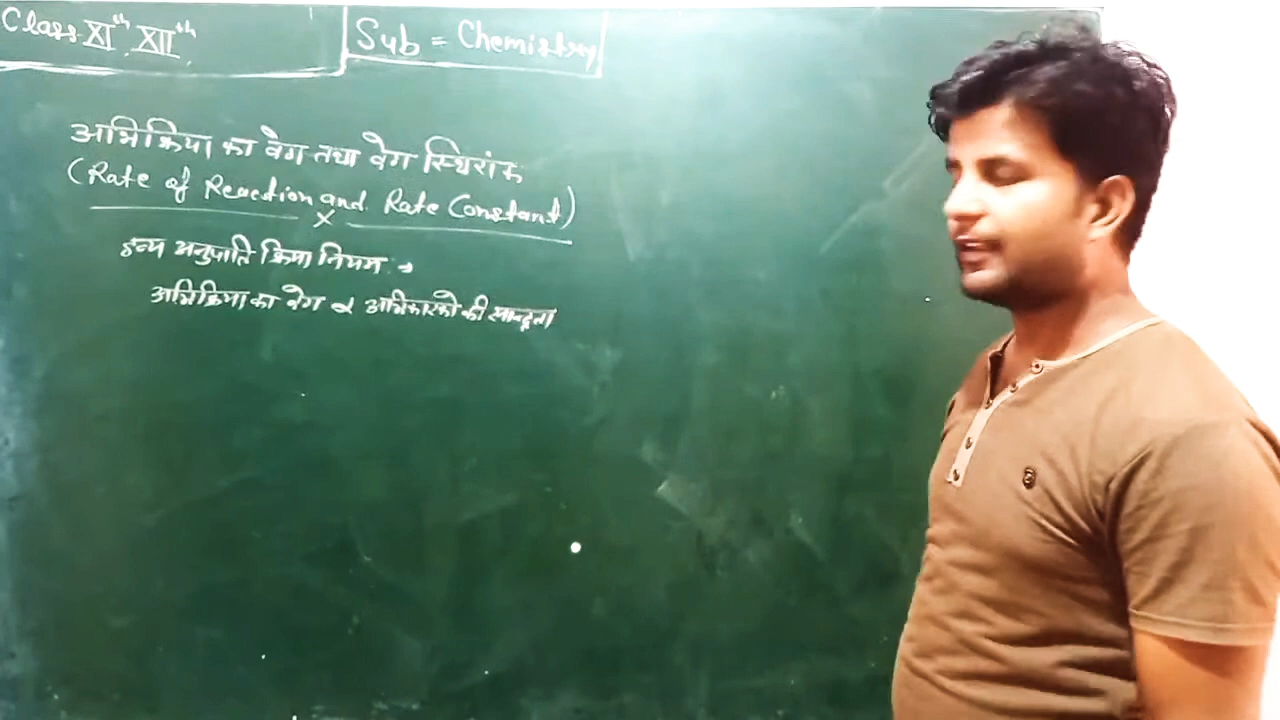 Class XIth, XIIth
Sub = Chemistry
अभिक्रिया का वेग तथा वेग स्थिरांक
(Rate of Reaction and Rate Constant)
x
द्रव्य अनुपाति क्रिया नियम →
अभिक्रिया का वेग ∝ अभिकारको की सान्द्रता